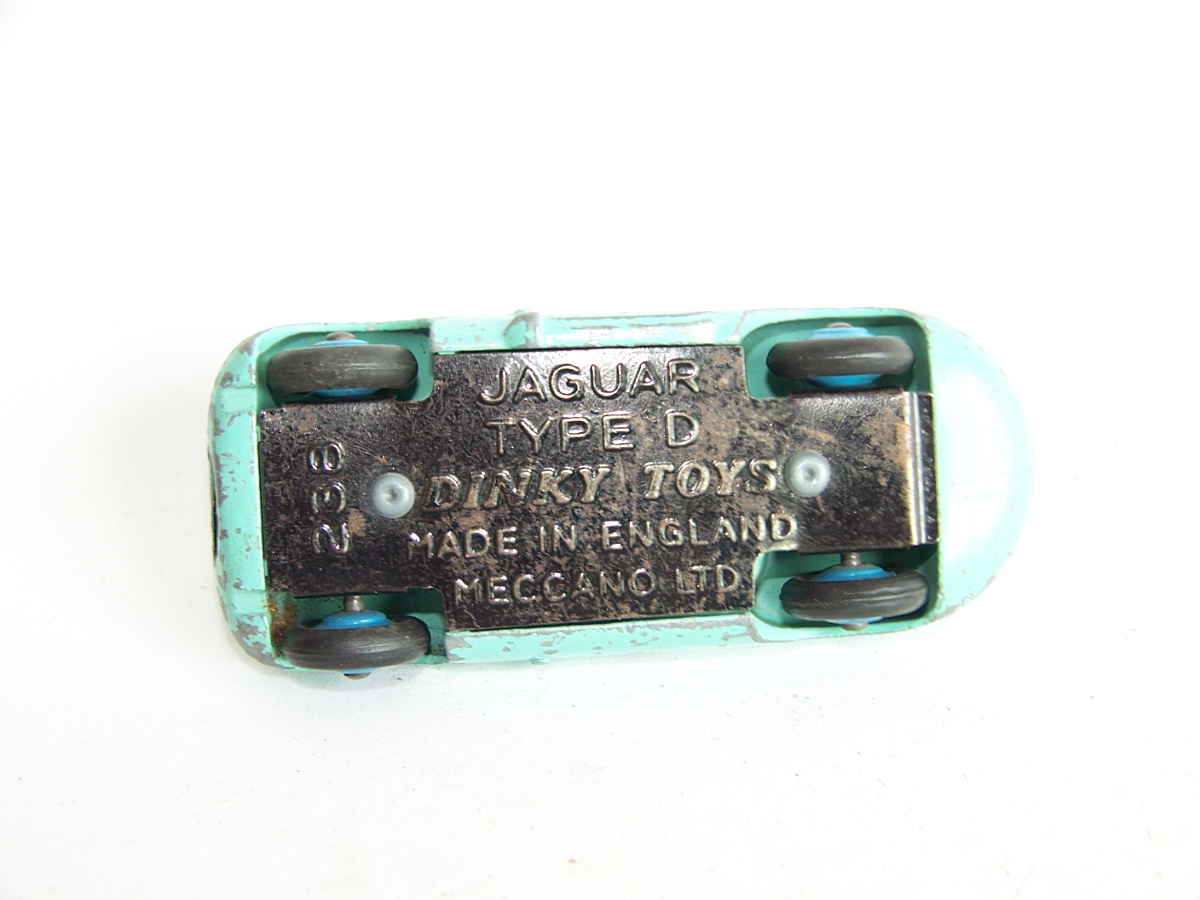 JAGUAR
TYPE D
DINKY TOYS
MADE IN ENGLAND
MECCANO LTD
238